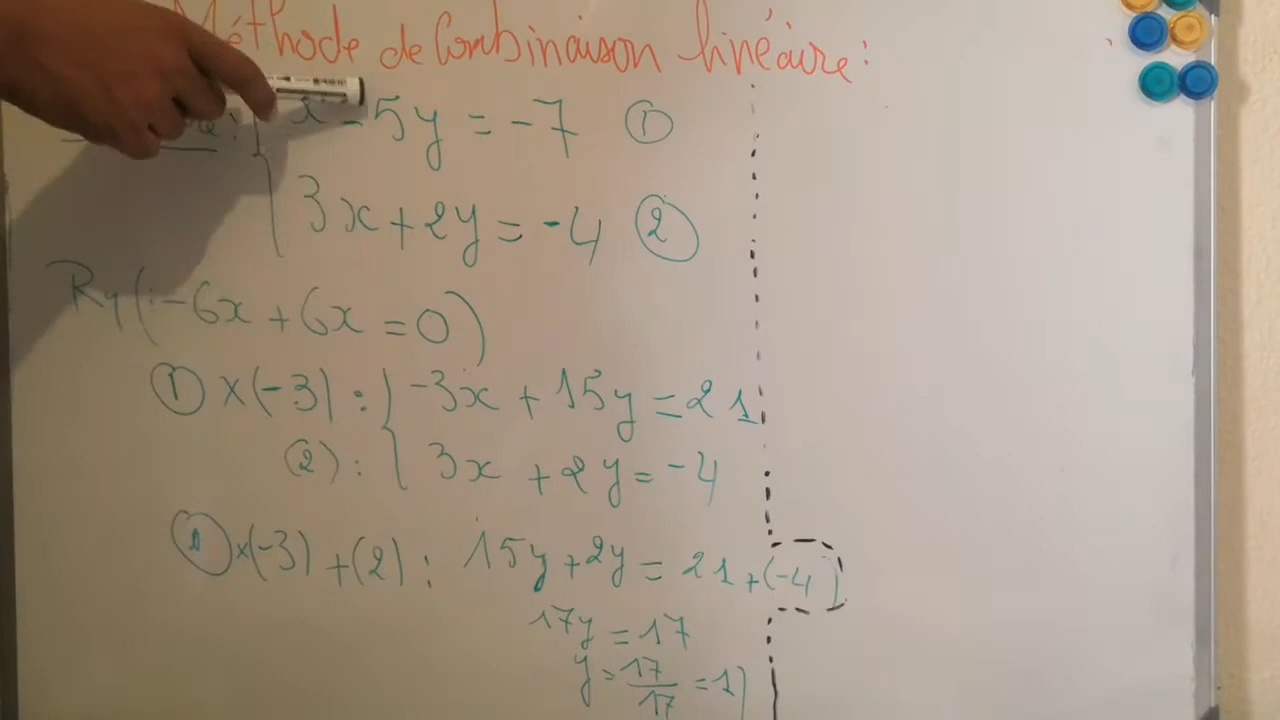 Méthode de Combinaison linéaire :
x - 5y = -7 ①
3x + 2y = -4 ②
Rq (: -6x + 6x = 0)
① x(-3) : { -3x + 15y = 21
(2) : { 3x + 2y = -4
① x(-3) + (2) : 15y + 2y = 21 + (-4)
17y = 17
y = 17/17 = 1